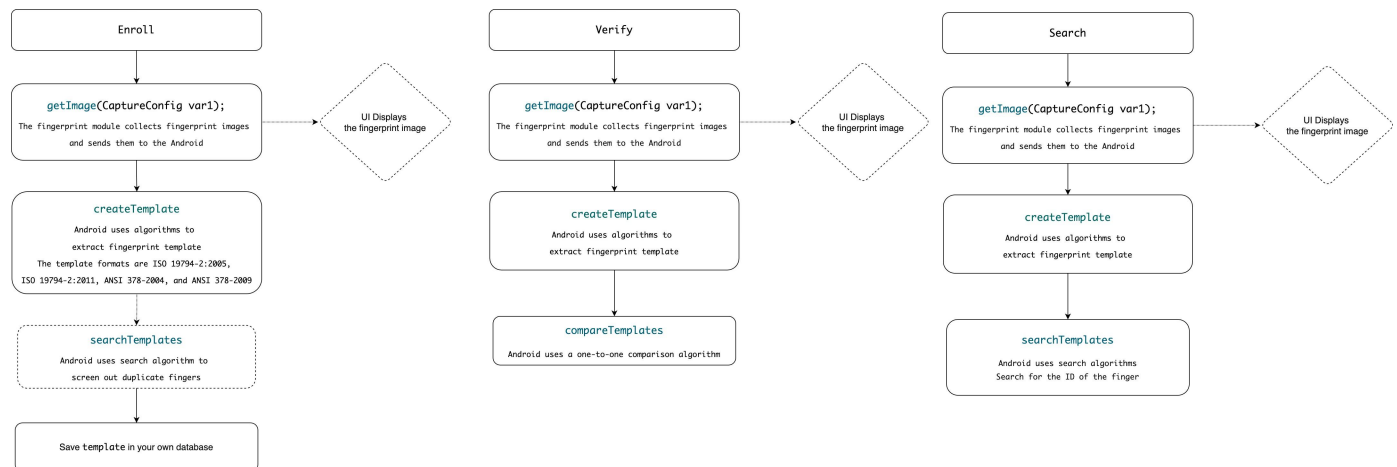 Enroll
getImage(CaptureConfig var1);
The fingerprint module collects fingerprint images
and sends them to the Android
UI Displays
the fingerprint image
createTemplate
Android uses algorithms to
extract fingerprint template
The template formats are ISO 19794-2:2005,
ISO 19794-2:2011, ANSI 378-2004, and ANSI 378-2009
searchTemplates
Android uses search algorithm to
screen out duplicate fingers
Save template in your own database
Verify
getImage(CaptureConfig var1);
The fingerprint module collects fingerprint images
and sends them to the Android
UI Displays
the fingerprint image
createTemplate
Android uses algorithms to
extract fingerprint template
compareTemplates
Android uses a one-to-one comparison algorithm
Search
getImage(CaptureConfig var1);
The fingerprint module collects fingerprint images
and sends them to the Android
UI Displays
the fingerprint image
createTemplate
Android uses algorithms to
extract fingerprint template
searchTemplates
Android uses search algorithms
Search for the ID of the finger